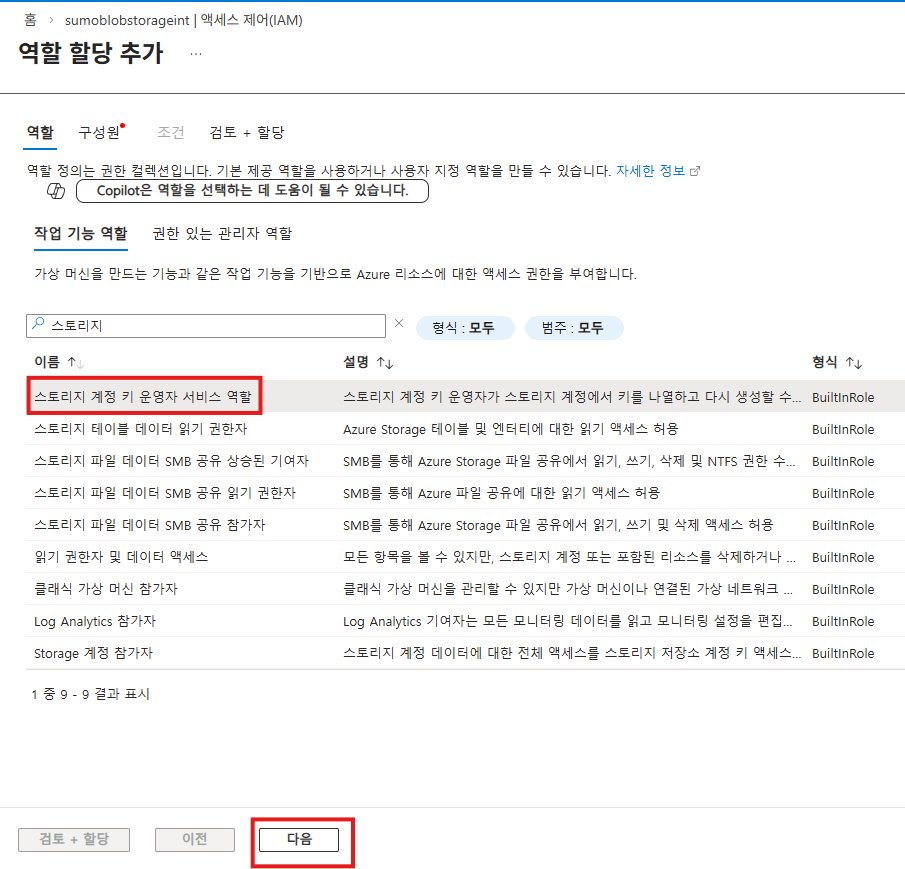 홈 > sumoblobstorageint | 액세스 제어(IAM)
역할 할당 추가 ...
역할 구성원 조건 검토 + 할당
역할 정의는 권한 컬렉션입니다. 기본 제공 역할을 사용하거나 사용자 지정 역할을 만들 수 있습니다. 자세한 정보
Copilot은 역할을 선택하는 데 도움이 될 수 있습니다.
작업 기능 역할 권한 있는 관리자 역할
가상 머신을 만드는 기능과 같은 작업 기능을 기반으로 Azure 리소스에 대한 액세스 권한을 부여합니다.
스토리지 형식 : 모두 범주 : 모두
이름 ↑↓ 설명 ↑↓ 형식 ↑↓
스토리지 계정 키 운영자 서비스 역할 스토리지 계정 키 운영자가 스토리지 계정에서 키를 나열하고 다시 생성할 수... BuiltInRole
스토리지 테이블 데이터 읽기 권한자 Azure Storage 테이블 및 엔터티에 대한 읽기 액세스 허용 BuiltInRole
스토리지 파일 데이터 SMB 공유 상승된 기여자 SMB를 통해 Azure Storage 파일 공유에서 읽기, 쓰기, 삭제 및 NTFS 권한 수... BuiltInRole
스토리지 파일 데이터 SMB 공유 읽기 권한자 SMB를 통해 Azure 파일 공유에 대한 읽기 액세스 허용 BuiltInRole
스토리지 파일 데이터 SMB 공유 참가자 SMB를 통해 Azure Storage 파일 공유에서 읽기, 쓰기 및 삭제 액세스 허용 BuiltInRole
읽기 권한자 및 데이터 액세스 모든 항목을 볼 수 있지만, 스토리지 계정 또는 포함된 리소스를 삭제하거나 ... BuiltInRole
클래식 가상 머신 참가자 클래식 가상 머신을 관리할 수 있지만 가상 머신이나 연결된 가상 네트워크 ... BuiltInRole
Log Analytics 참가자 Log Analytics 기여자는 모든 모니터링 데이터를 읽고 모니터링 설정을 편집... BuiltInRole
Storage 계정 참가자 스토리지 계정 데이터에 대한 전체 액세스를 스토리지 저장소 계정 키 액세스... BuiltInRole
1 중 9 - 9 결과 표시
검토 + 할당 이전 다음